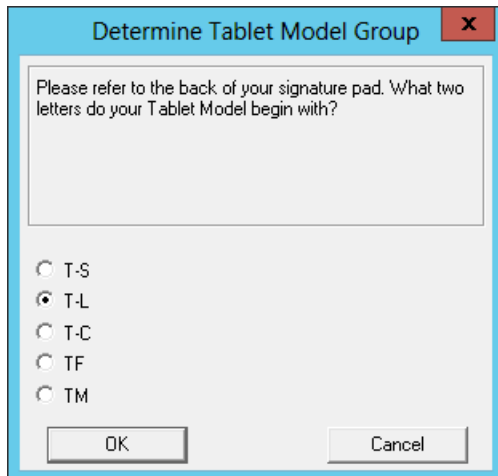 Determine Tablet Model Group
x
Please refer to the back of your signature pad. What two
letters do your Tablet Model begin with?
T-S
T-L
T-C
TF
TM
OK Cancel